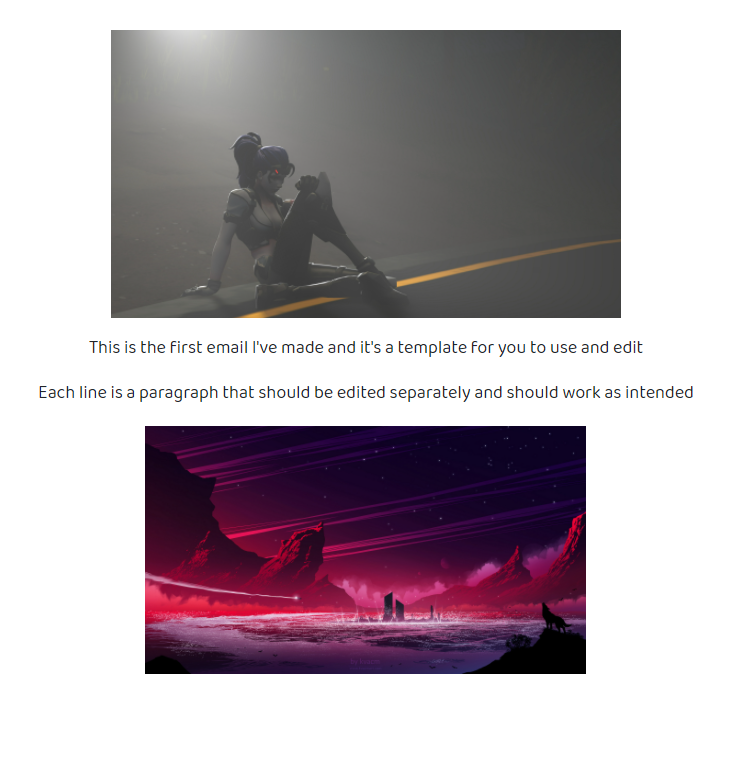 This is the first email I've made and it's a template for you to use and edit
Each line is a paragraph that should be edited separately and should work as intended